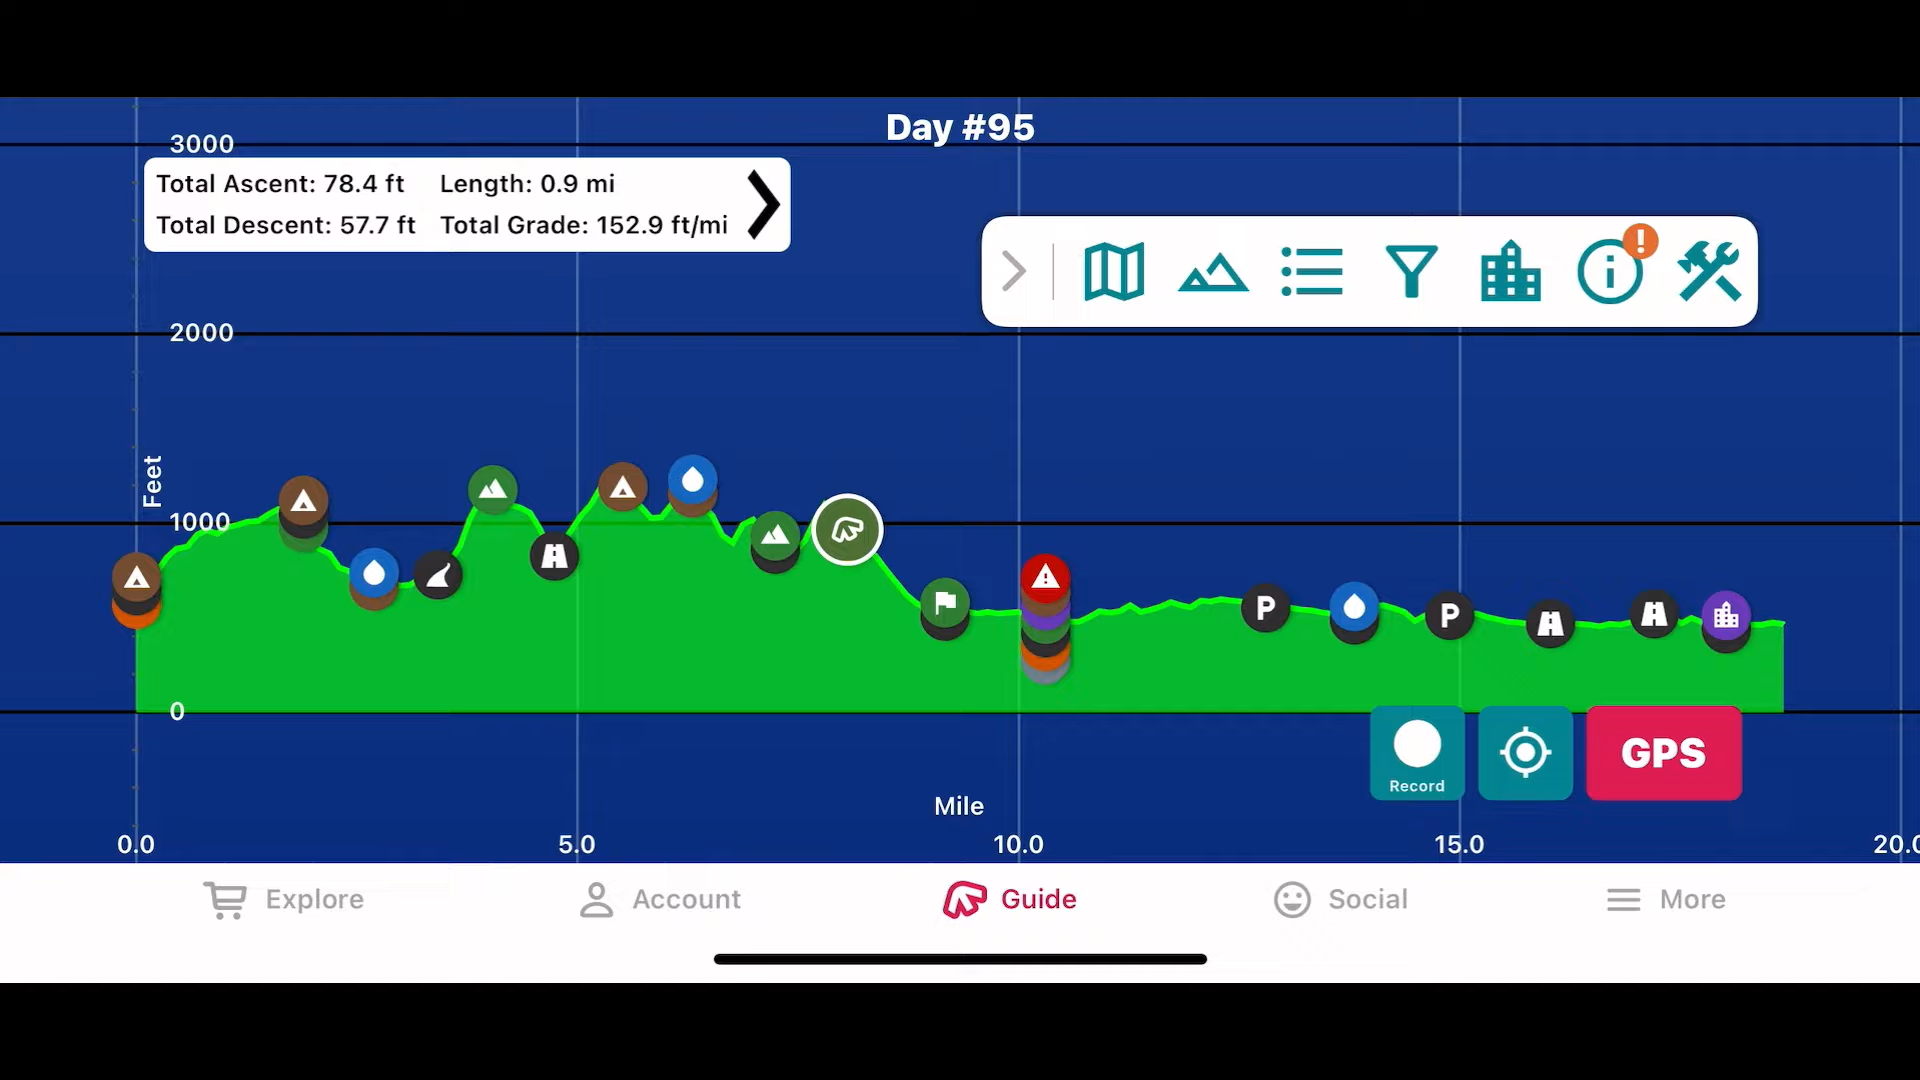 Day #95
3000
Total Ascent: 78.4 ft Length: 0.9 mi
Total Descent: 57.7 ft Total Grade: 152.9 ft/mi
!
2000
Feet
1000
P
P
0
Record
GPS
Mile
0.0 5.0 10.0 15.0 20.0
Explore Account Guide Social More